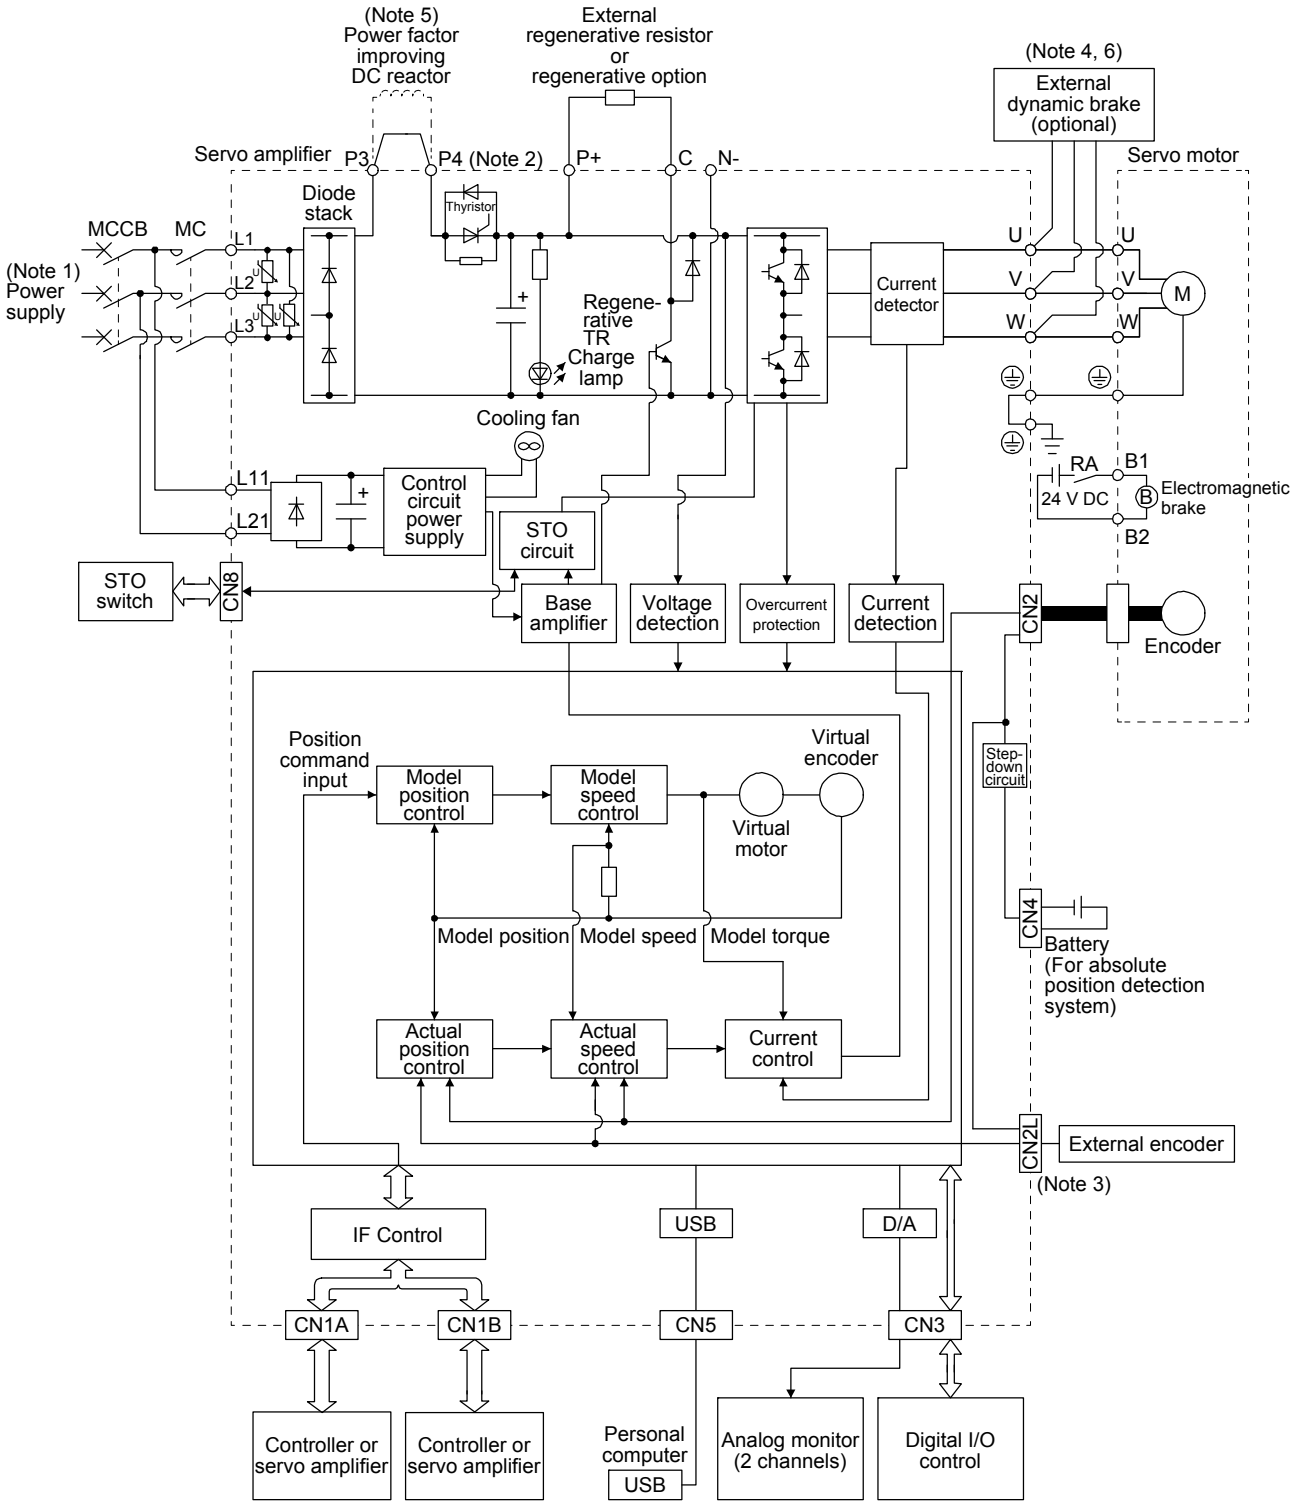 (Note 5)
Power factor
improving
DC reactor
External
regenerative resistor
or
regenerative option
(Note 4, 6)
External
dynamic brake
(optional)
Servo amplifier
P3
P4 (Note 2)
P+
C
N-
Servo motor
Diode
stack
Thyristor
MCCB
MC
L1
L2
L3
(Note 1)
Power
supply
U
U
U
+
Regene-
rative
TR
Charge
lamp
Current
detector
U
V
W
U
V
W
M
Cooling fan
L11
L21
+
Control
circuit
power
supply
STO
circuit
RA
24 V DC
B1
B
B2
Electromagnetic
brake
STO
switch
CN8
Base
amplifier
Voltage
detection
Overcurrent
protection
Current
detection
CN2
Encoder
Step-
down
circuit
Position
command
input
Model
position
control
Model
speed
control
Virtual
motor
Virtual
encoder
Model position
Model speed
Model torque
CN4
Battery
(For absolute
position detection
system)
Actual
position
control
Actual
speed
control
Current
control
CN2L
External encoder
(Note 3)
IF Control
USB
D/A
CN1A
CN1B
CN5
CN3
Controller or
servo amplifier
Controller or
servo amplifier
Personal
computer
USB
Analog monitor
(2 channels)
Digital I/O
control